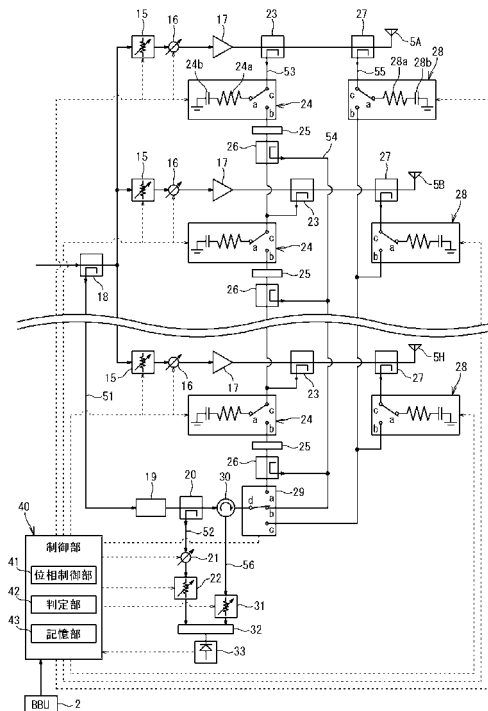 15 16 17 23 27
5A
24b 24a 53 55 28a 28 28b
c a b 24 a c b
25
26 54
15 16 17 27
5B
23 28
c a b 24 c a b
25
26
18
5H
15 16 17 23 27 28
51
c a b 24 c a b
25
19 20 30 26 29
40 52 d a b c
制御部 56
41 21
位相制御部 22
42 31
判定部
43 32
記憶部 33
BBU 2